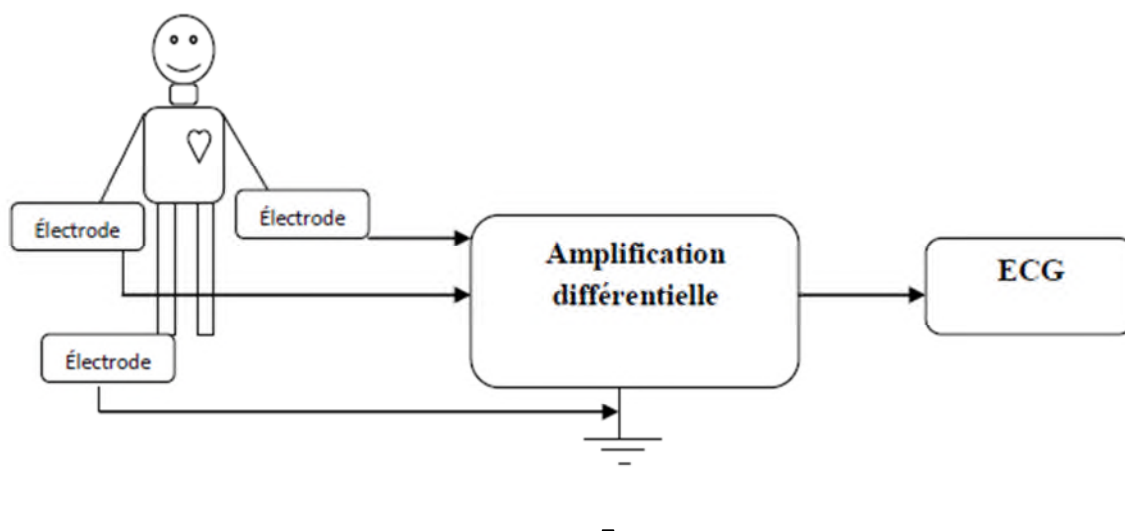 Électrode
Électrode
Amplification
différentielle
ECG
Électrode